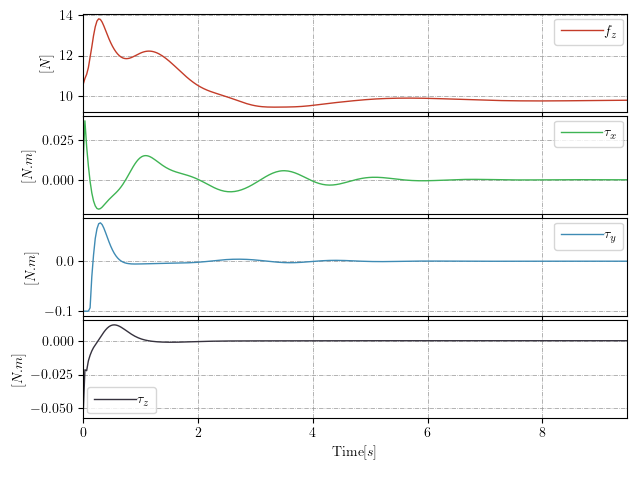 14
12
10
[N]
f_z
0.025
0.000
[N.m]
τ_x
0.0
−0.1
[N.m]
τ_y
0.000
−0.025
−0.050
[N.m]
τ_z
0 2 4 6 8
Time[s]